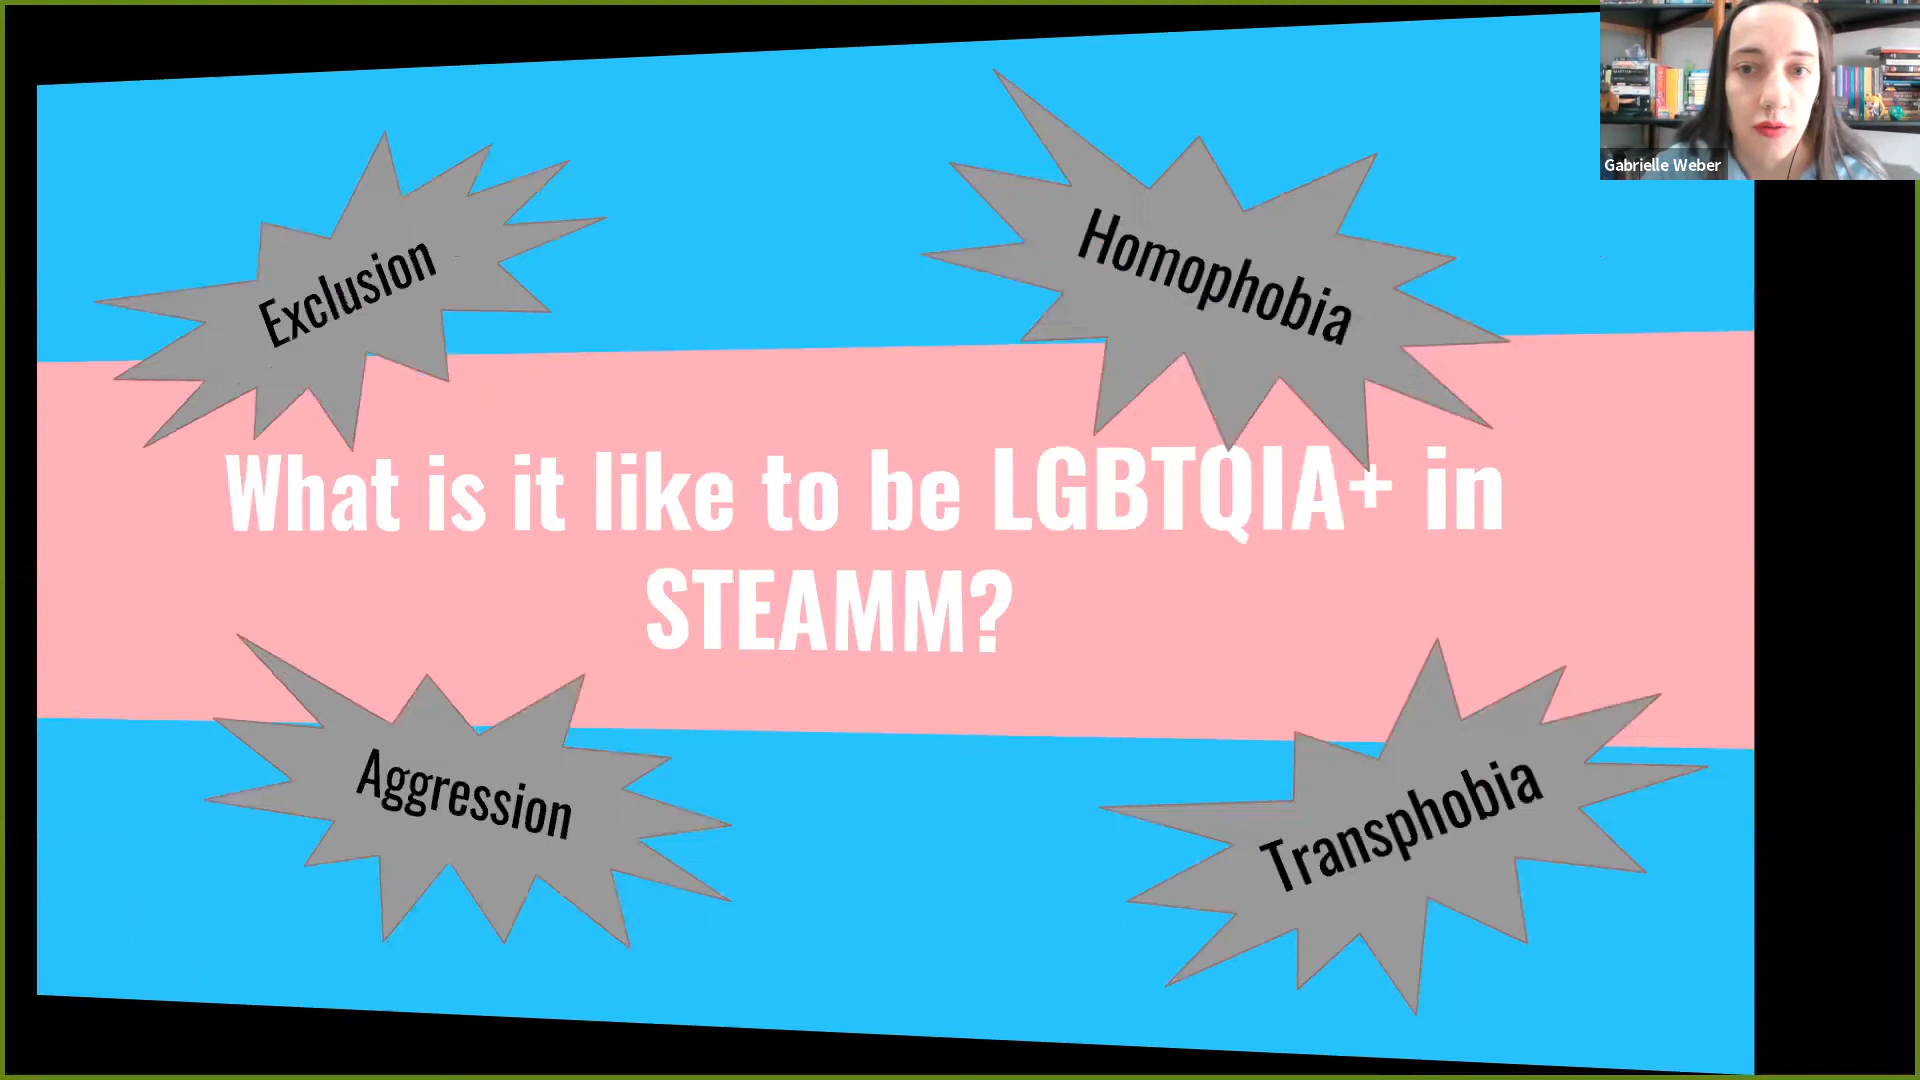 Gabrielle Weber
Exclusion
Homophobia
What is it like to be LGBTQIA+ in
STEAMM?
Aggression
Transphobia